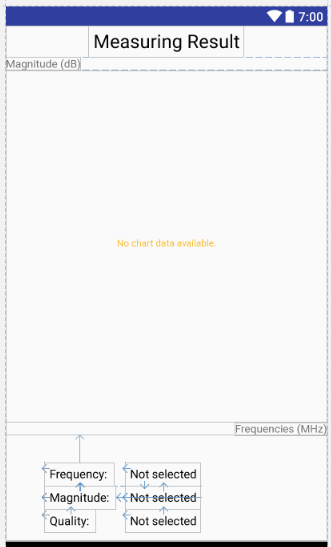 7:00
Measuring Result
Magnitude (dB)
No chart data available.
Frequencies (MHz)
Frequency: Not selected
Magnitude: Not selected
Quality: Not selected